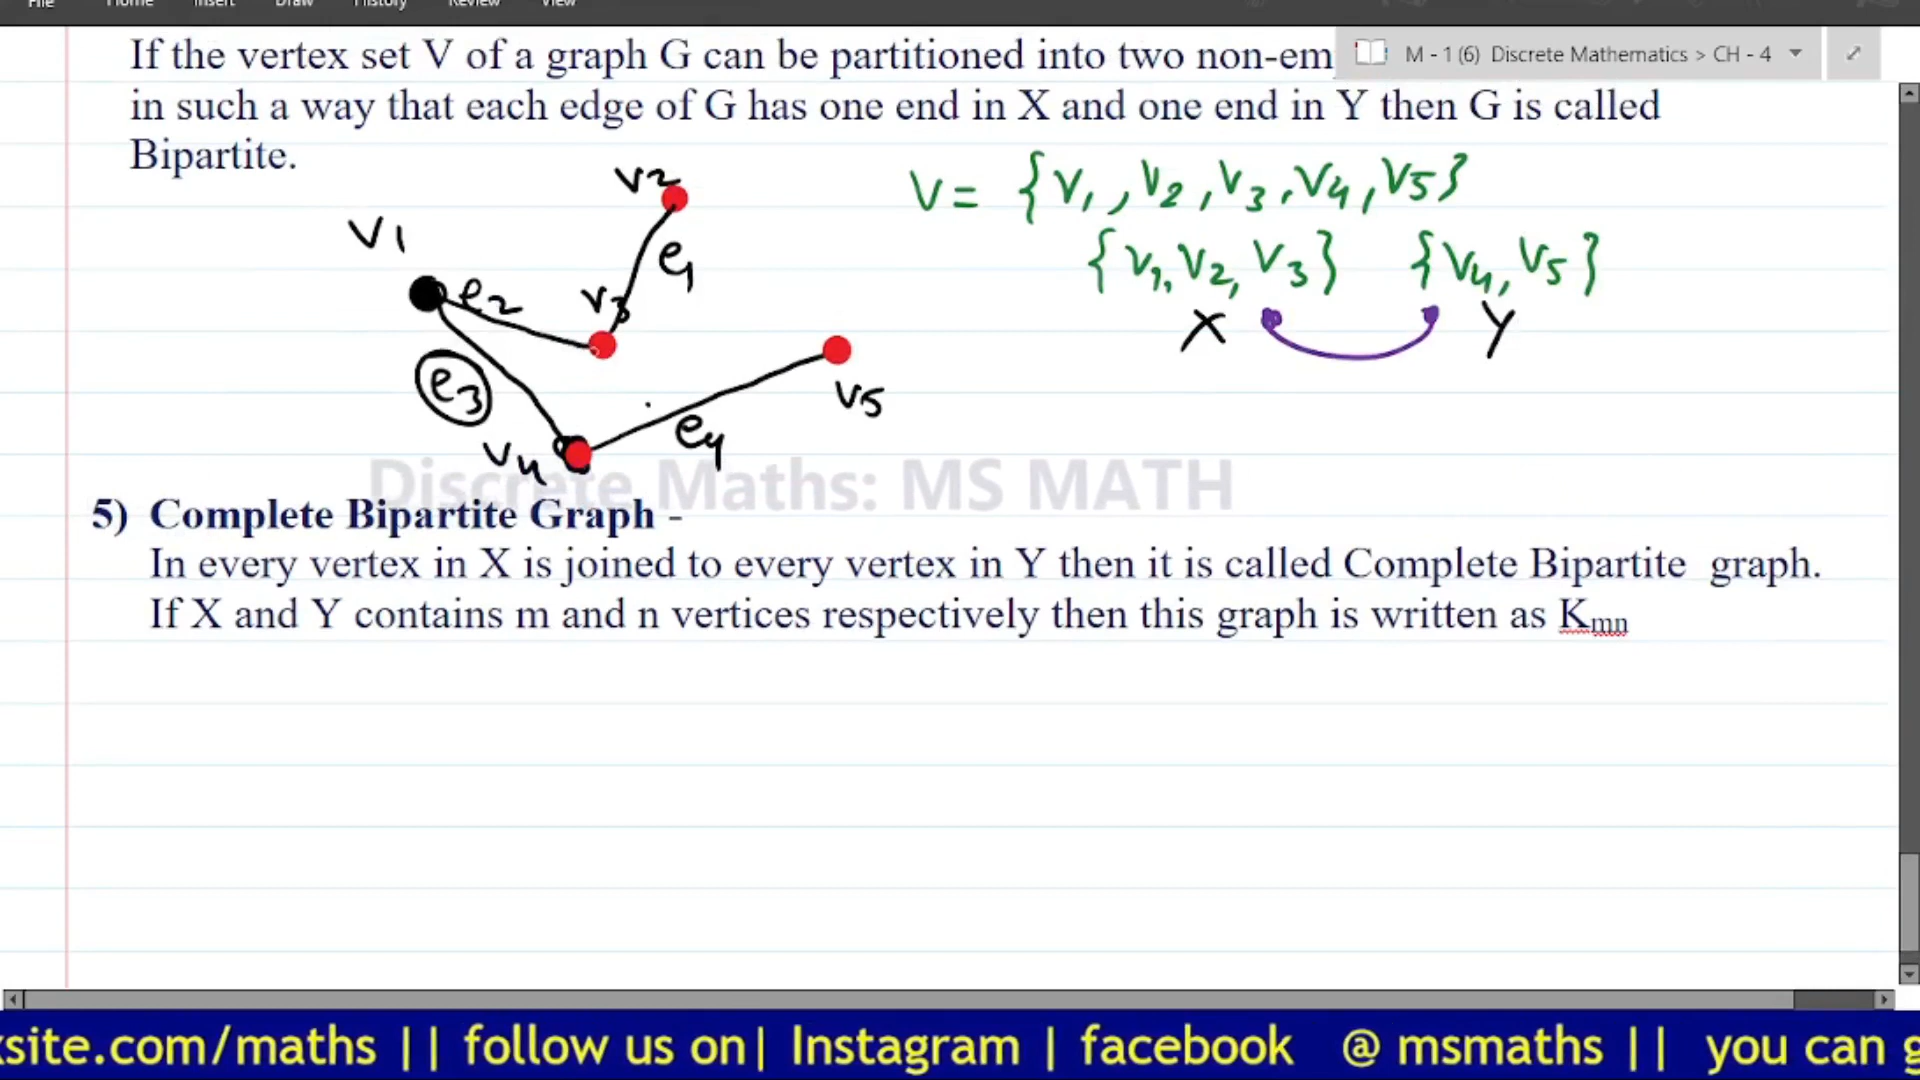 File Home Insert Draw History Review View
If the vertex set V of a graph G can be partitioned into two non-em
M - 1 (6) Discrete Mathematics > CH - 4
in such a way that each edge of G has one end in X and one end in Y then G is called
Bipartite.
V = {V1, V2, V3, V4, V5}
{V1, V2, V3} {V4, V5}
X Y
V2
V1
e1
e2
V3
e3
V5
e4
V4
Discrete Maths: MS MATH
5) Complete Bipartite Graph -
In every vertex in X is joined to every vertex in Y then it is called Complete Bipartite graph.
If X and Y contains m and n vertices respectively then this graph is written as Kmn
site.com/maths || follow us on| Instagram | facebook @ msmaths || you can